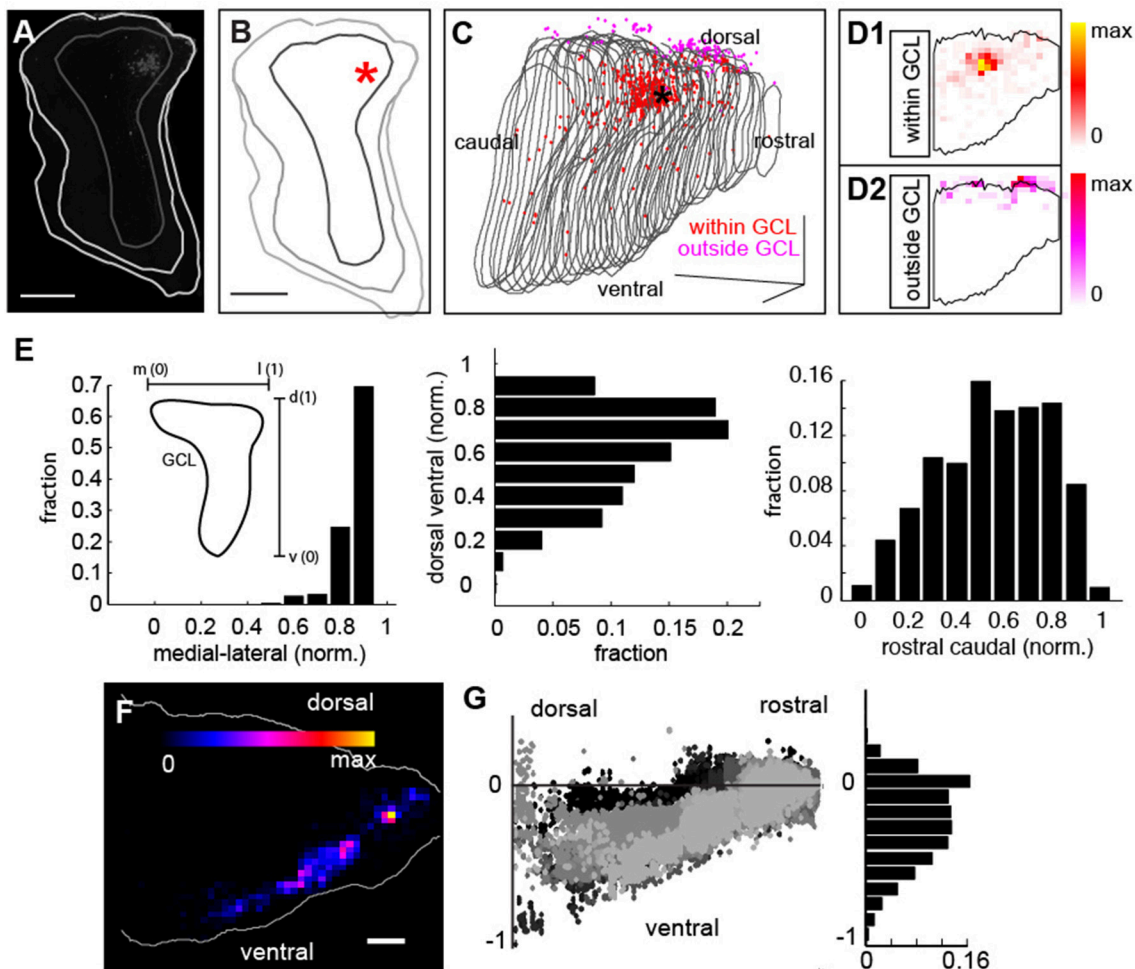 A
B
*
C
dorsal
*
caudal
rostral
within GCL
outside GCL
ventral
D1
within GCL
max
0
D2
outside GCL
max
0
E
m (0)
l (1)
d (1)
GCL
v (0)
fraction
0.7
0.6
0.5
0.4
0.3
0.2
0.1
0
0 0.2 0.4 0.6 0.8 1
medial-lateral (norm.)
dorsal ventral (norm.)
1
0.8
0.6
0.4
0.2
0
0 0.05 0.1 0.15 0.2
fraction
fraction
0.16
0.12
0.08
0.04
0
0 0.2 0.4 0.6 0.8 1
rostral caudal (norm.)
F
dorsal
0
max
ventral
G
dorsal
rostral
0
ventral
-1
0
-1
0 0.16